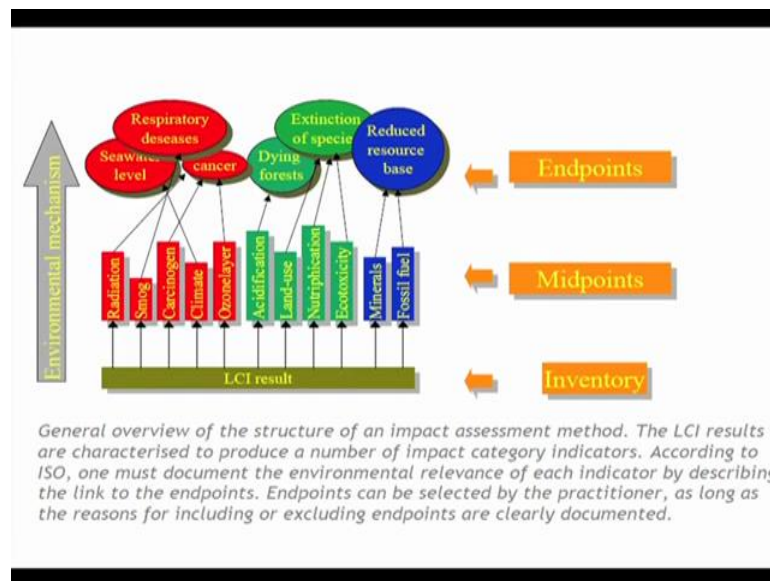 Respiratory
deseases
Extinction
of species
Reduced
resource
base
Seawater
level
cancer
Dying
forests
Endpoints
Environmental mechanism
Radiation
Smog
Carcinogen
Climate
Ozonelayer
Acidification
Land-use
Nutriphication
Ecotoxicity
Minerals
Fossil fuel
Midpoints
LCI result
Inventory
General overview of the structure of an impact assessment method. The LCI results
are characterised to produce a number of impact category indicators. According to
ISO, one must document the environmental relevance of each indicator by describing
the link to the endpoints. Endpoints can be selected by the practitioner, as long as
the reasons for including or excluding endpoints are clearly documented.